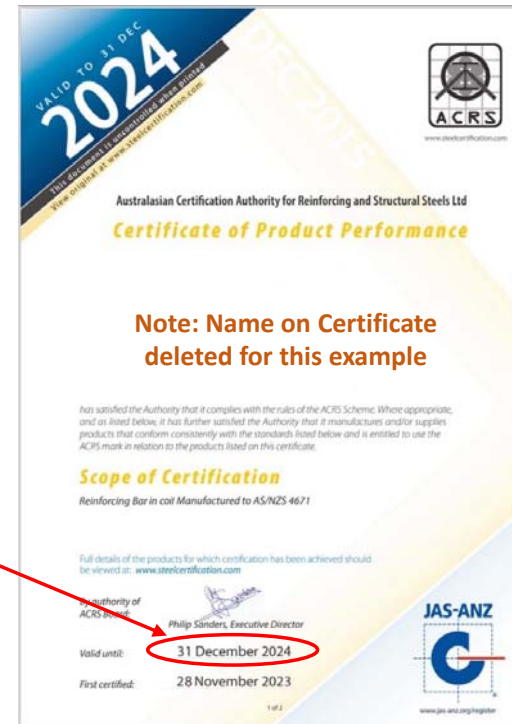 VALID TO 31 DEC
2024
This document is uncontrolled when printed
View original at www.steelcertification.com
DEC 2015
ACRS
www.steelcertification.com
Australasian Certification Authority for Reinforcing and Structural Steels Ltd
Certificate of Product Performance
Note: Name on Certificate
deleted for this example
has satisfied the Authority that it complies with the rules of the ACRS Scheme. Where appropriate,
and as listed below, it has further satisfied the Authority that it manufactures and/or supplies
products that conform consistently with the standards listed below and is entitled to use the
ACRS mark in relation to the products listed on this certificate.
Scope of Certification
Reinforcing Bar in coil Manufactured to AS/NZS 4671
Full details of the products for which certification has been achieved should
be viewed at: www.steelcertification.com
By authority of
ACRS Board:
Philip Sanders, Executive Director
Valid until: 31 December 2024
First certified: 28 November 2023
1 of 2
JAS-ANZ
C
www.jas-anz.org/register